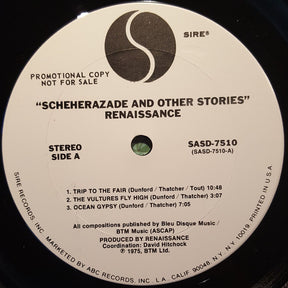 SIRE®
PROMOTIONAL COPY
NOT FOR SALE
"SCHEHERAZADE AND OTHER STORIES"
RENAISSANCE
STEREO
SIDE A
SASD-7510
(SASD-7510-A)
1. TRIP TO THE FAIR (Dunford / Thatcher / Tout) 10:48
2. THE VULTURES FLY HIGH (Dunford / Thatcher) 3:07
3. OCEAN GYPSY (Dunford / Thatcher) 7:05
All compositions published by Bleu Disque Music /
BTM Music (ASCAP)
PRODUCED BY RENAISSANCE
Coordination: David Hitchock
℗ 1975, BTM Ltd.
SIRE RECORDS, INC. MARKETED BY ABC RECORDS, INC. L.A. CALIF. 90048 N.Y., N.Y. 10019. PRINTED IN U.S.A.